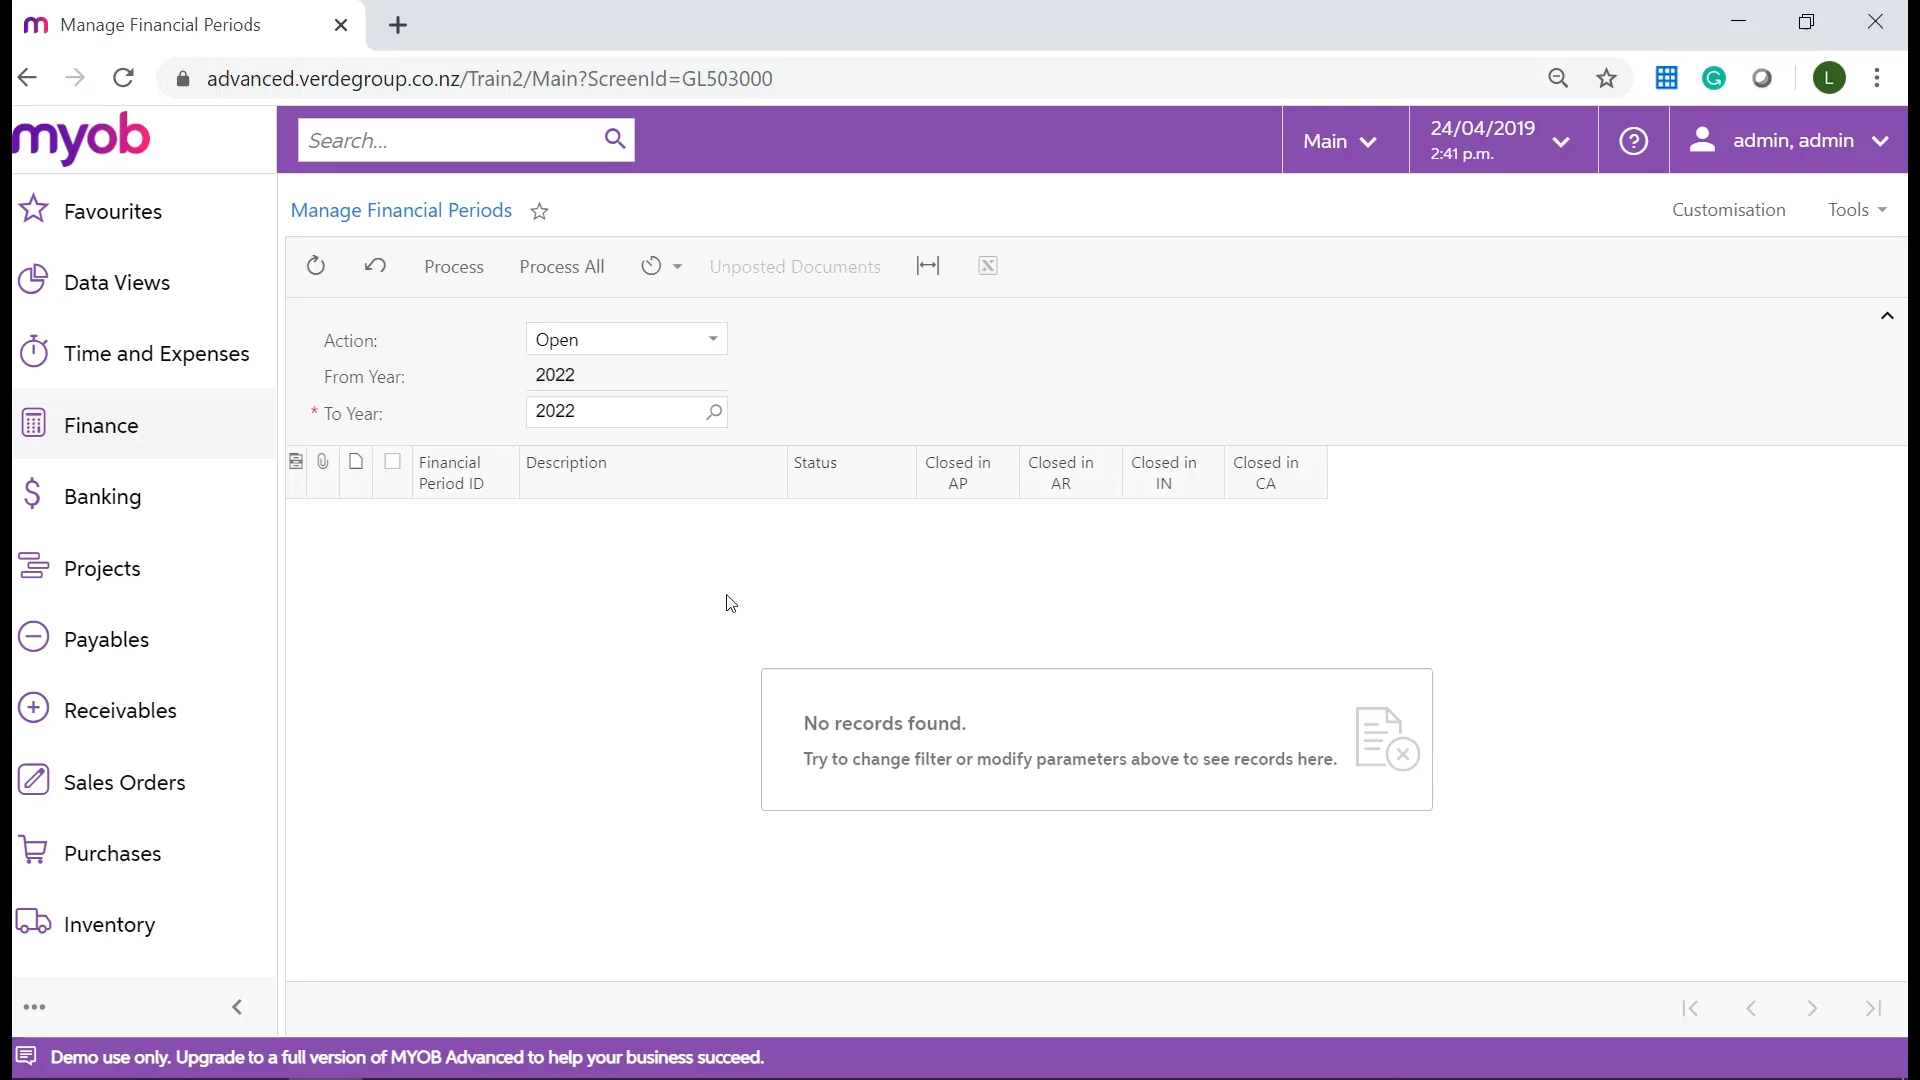 Manage Financial Periods
advanced.verdegroup.co.nz/Train2/Main?ScreenId=GL503000
L
myob
Search...
Main
24/04/2019
2:41 p.m.
admin, admin
Favourites
Data Views
Time and Expenses
Finance
Banking
Projects
Payables
Receivables
Sales Orders
Purchases
Inventory
Manage Financial Periods
Customisation
Tools
Process
Process All
Unposted Documents
Action:
Open
From Year:
2022
* To Year:
2022
Financial
Period ID
Description
Status
Closed in
AP
Closed in
AR
Closed in
IN
Closed in
CA
No records found.
Try to change filter or modify parameters above to see records here.
Demo use only. Upgrade to a full version of MYOB Advanced to help your business succeed.